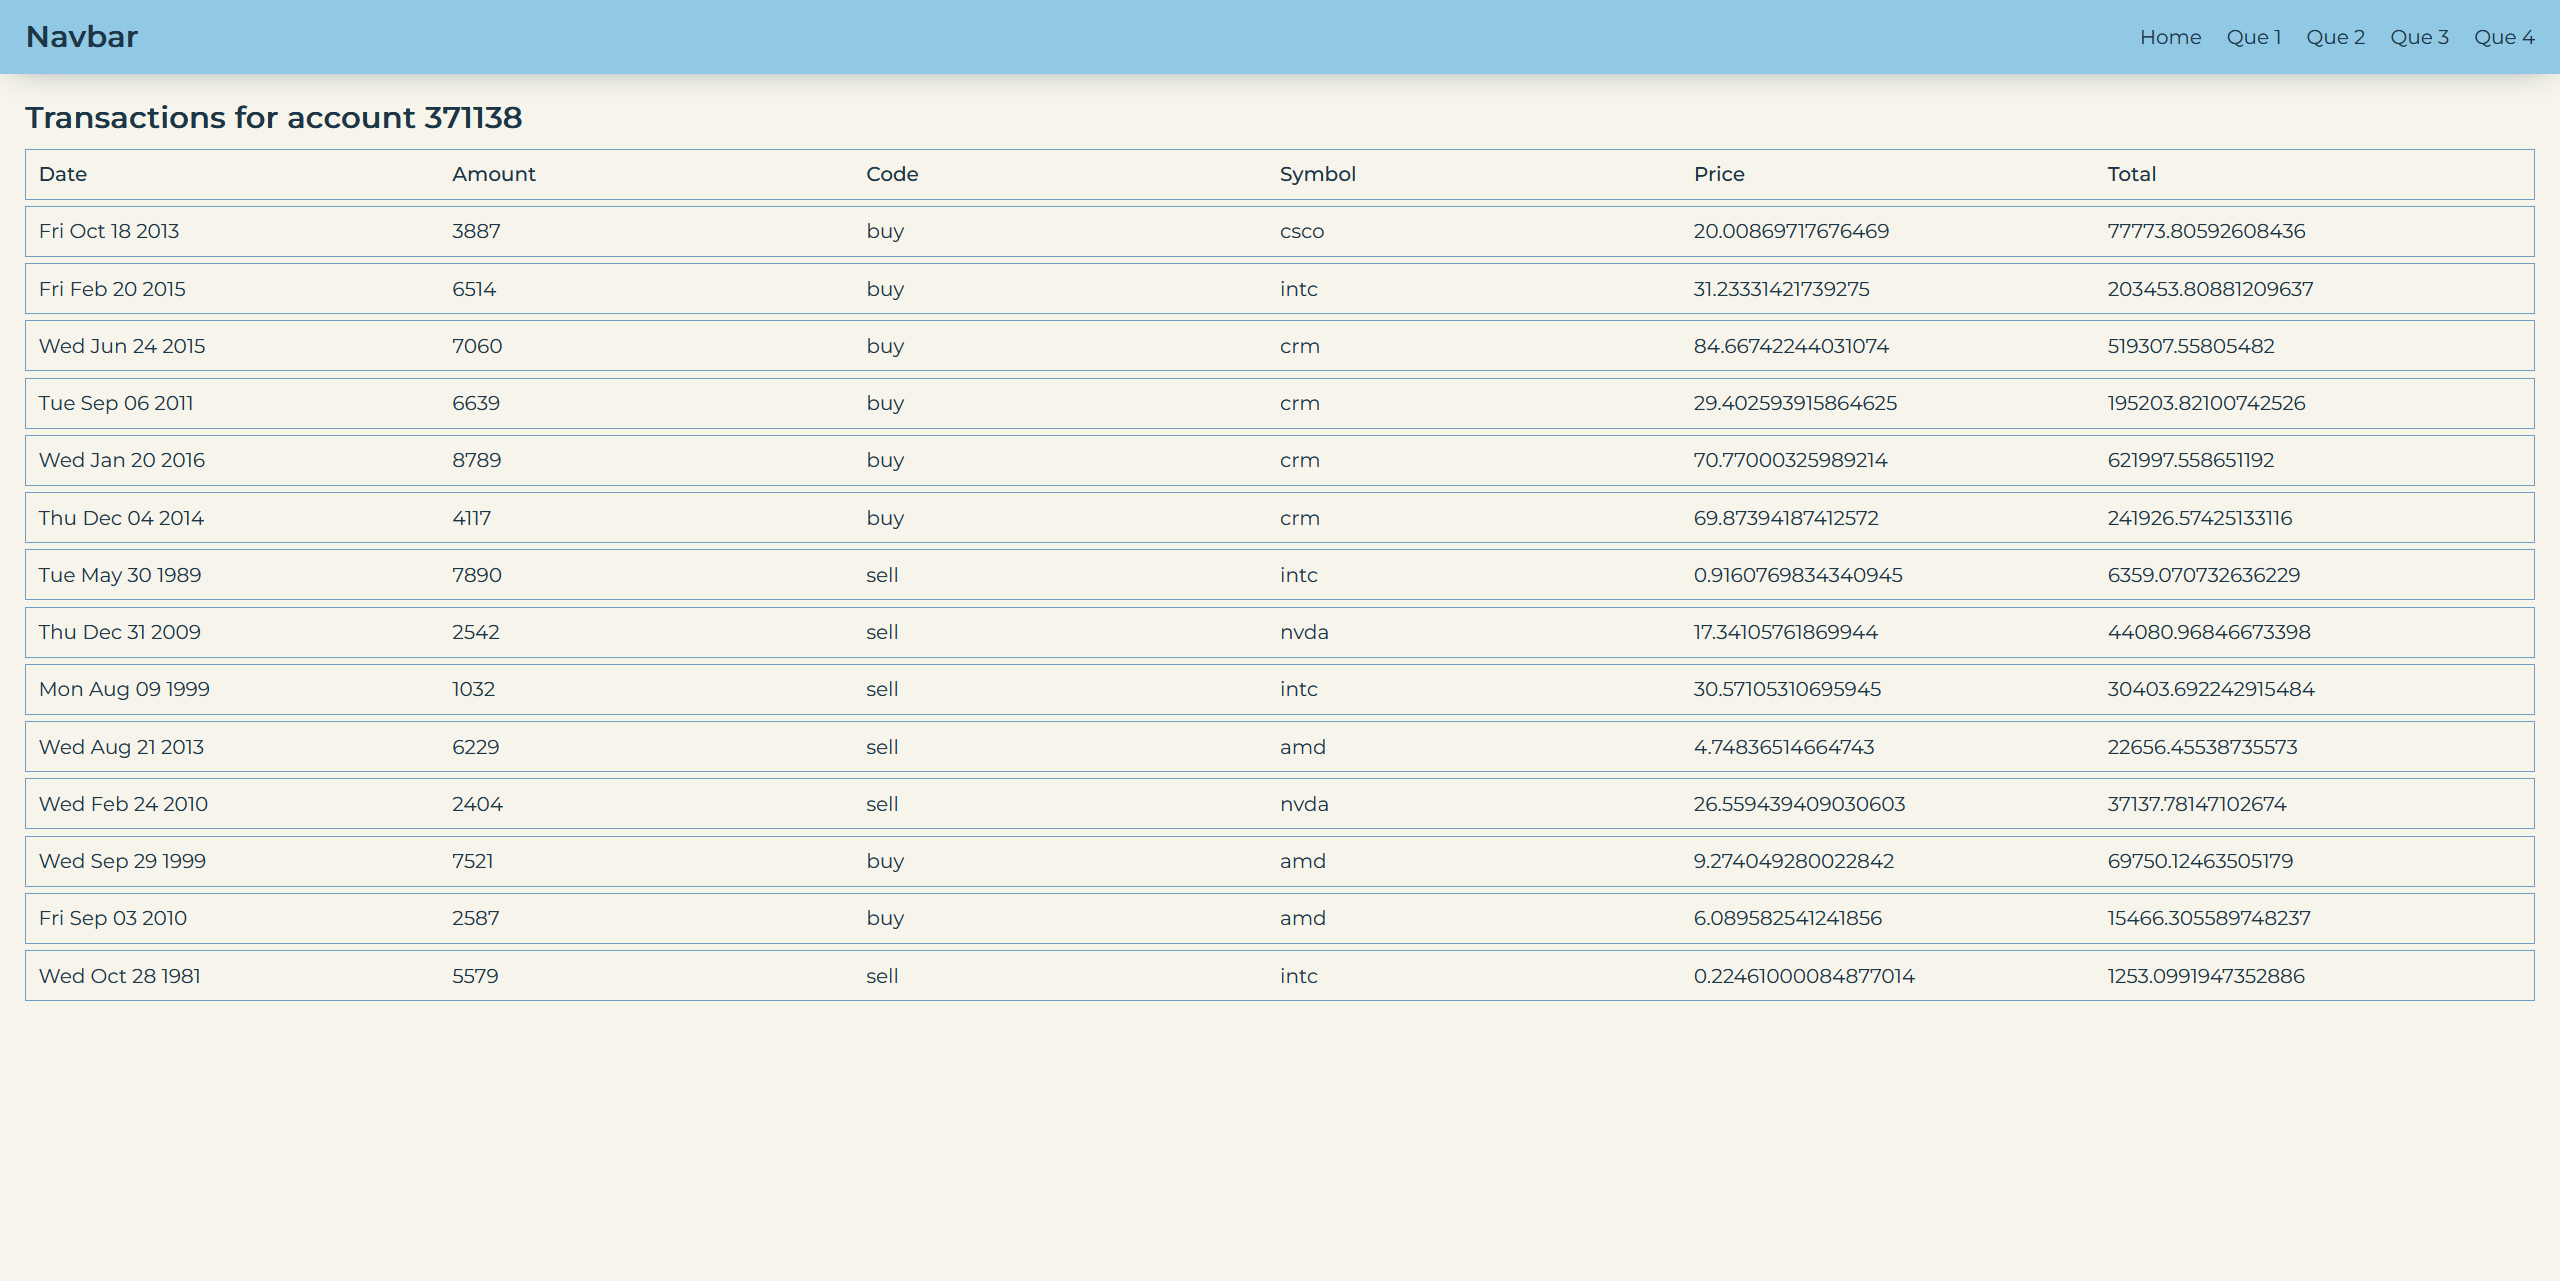 Navbar Home Que 1 Que 2 Que 3 Que 4
Transactions for account 371138
Date Amount Code Symbol Price Total
Fri Oct 18 2013 3887 buy csco 20.00869717676469 77773.80592608436
Fri Feb 20 2015 6514 buy intc 31.23331421739275 203453.80881209637
Wed Jun 24 2015 7060 buy crm 84.66742244031074 519307.55805482
Tue Sep 06 2011 6639 buy crm 29.402593915864625 195203.82100742526
Wed Jan 20 2016 8789 buy crm 70.77000325989214 621997.558651192
Thu Dec 04 2014 4117 buy crm 69.87394187412572 241926.57425133116
Tue May 30 1989 7890 sell intc 0.9160769834340945 6359.070732636229
Thu Dec 31 2009 2542 sell nvda 17.34105761869944 44080.96846673398
Mon Aug 09 1999 1032 sell intc 30.57105310695945 30403.692242915484
Wed Aug 21 2013 6229 sell amd 4.74836514664743 22656.45538735573
Wed Feb 24 2010 2404 sell nvda 26.559439409030603 37137.78147102674
Wed Sep 29 1999 7521 buy amd 9.274049280022842 69750.12463505179
Fri Sep 03 2010 2587 buy amd 6.089582541241856 15466.305589748237
Wed Oct 28 1981 5579 sell intc 0.22461000084877014 1253.0991947352886